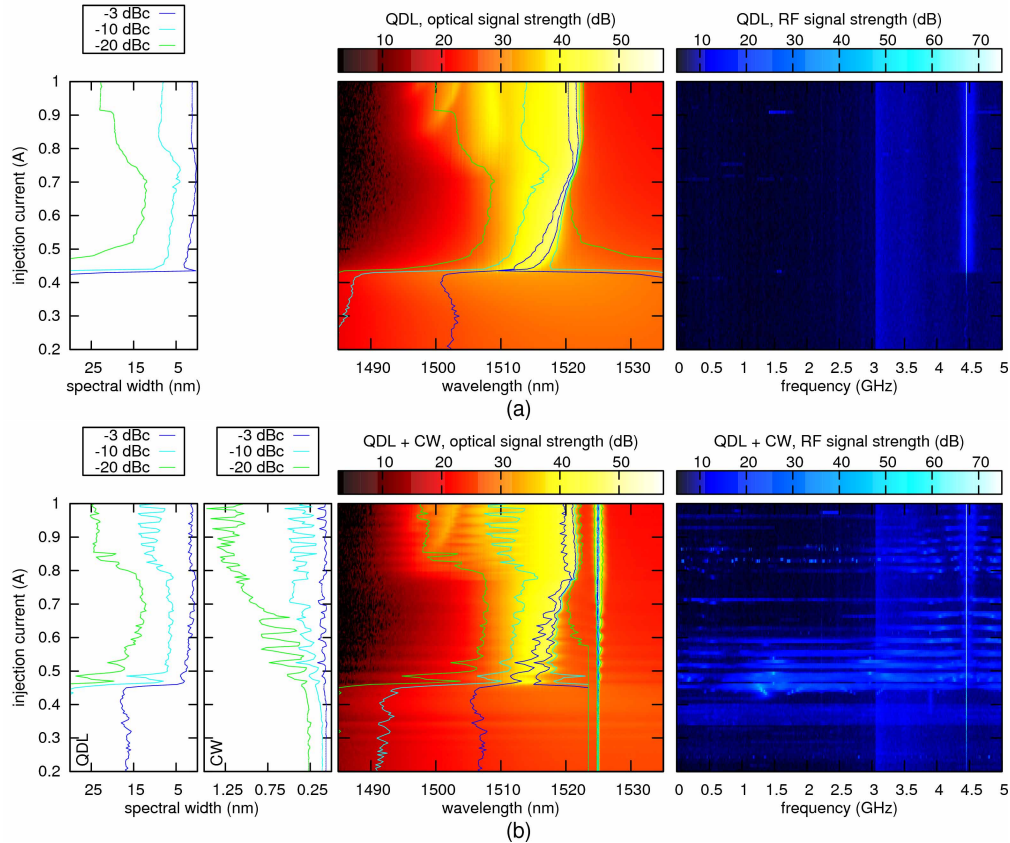 -3 dBc
-10 dBc
-20 dBc
QDL, optical signal strength (dB)
10 20 30 40 50
QDL, RF signal strength (dB)
10 20 30 40 50 60 70
injection current (A)
1
0.9
0.8
0.7
0.6
0.5
0.4
0.3
0.2
25 15 5
spectral width (nm)
1490 1500 1510 1520 1530
wavelength (nm)
0 0.5 1 1.5 2 2.5 3 3.5 4 4.5 5
frequency (GHz)
(a)
-3 dBc
-10 dBc
-20 dBc
-3 dBc
-10 dBc
-20 dBc
QDL + CW, optical signal strength (dB)
10 20 30 40 50
QDL + CW, RF signal strength (dB)
10 20 30 40 50 60 70
injection current (A)
1
0.9
0.8
0.7
0.6
0.5
0.4
0.3
0.2
QDL
CW
25 15 5
spectral width (nm)
1.25 0.75 0.25
spectral width (nm)
1490 1500 1510 1520 1530
wavelength (nm)
0 0.5 1 1.5 2 2.5 3 3.5 4 4.5 5
frequency (GHz)
(b)